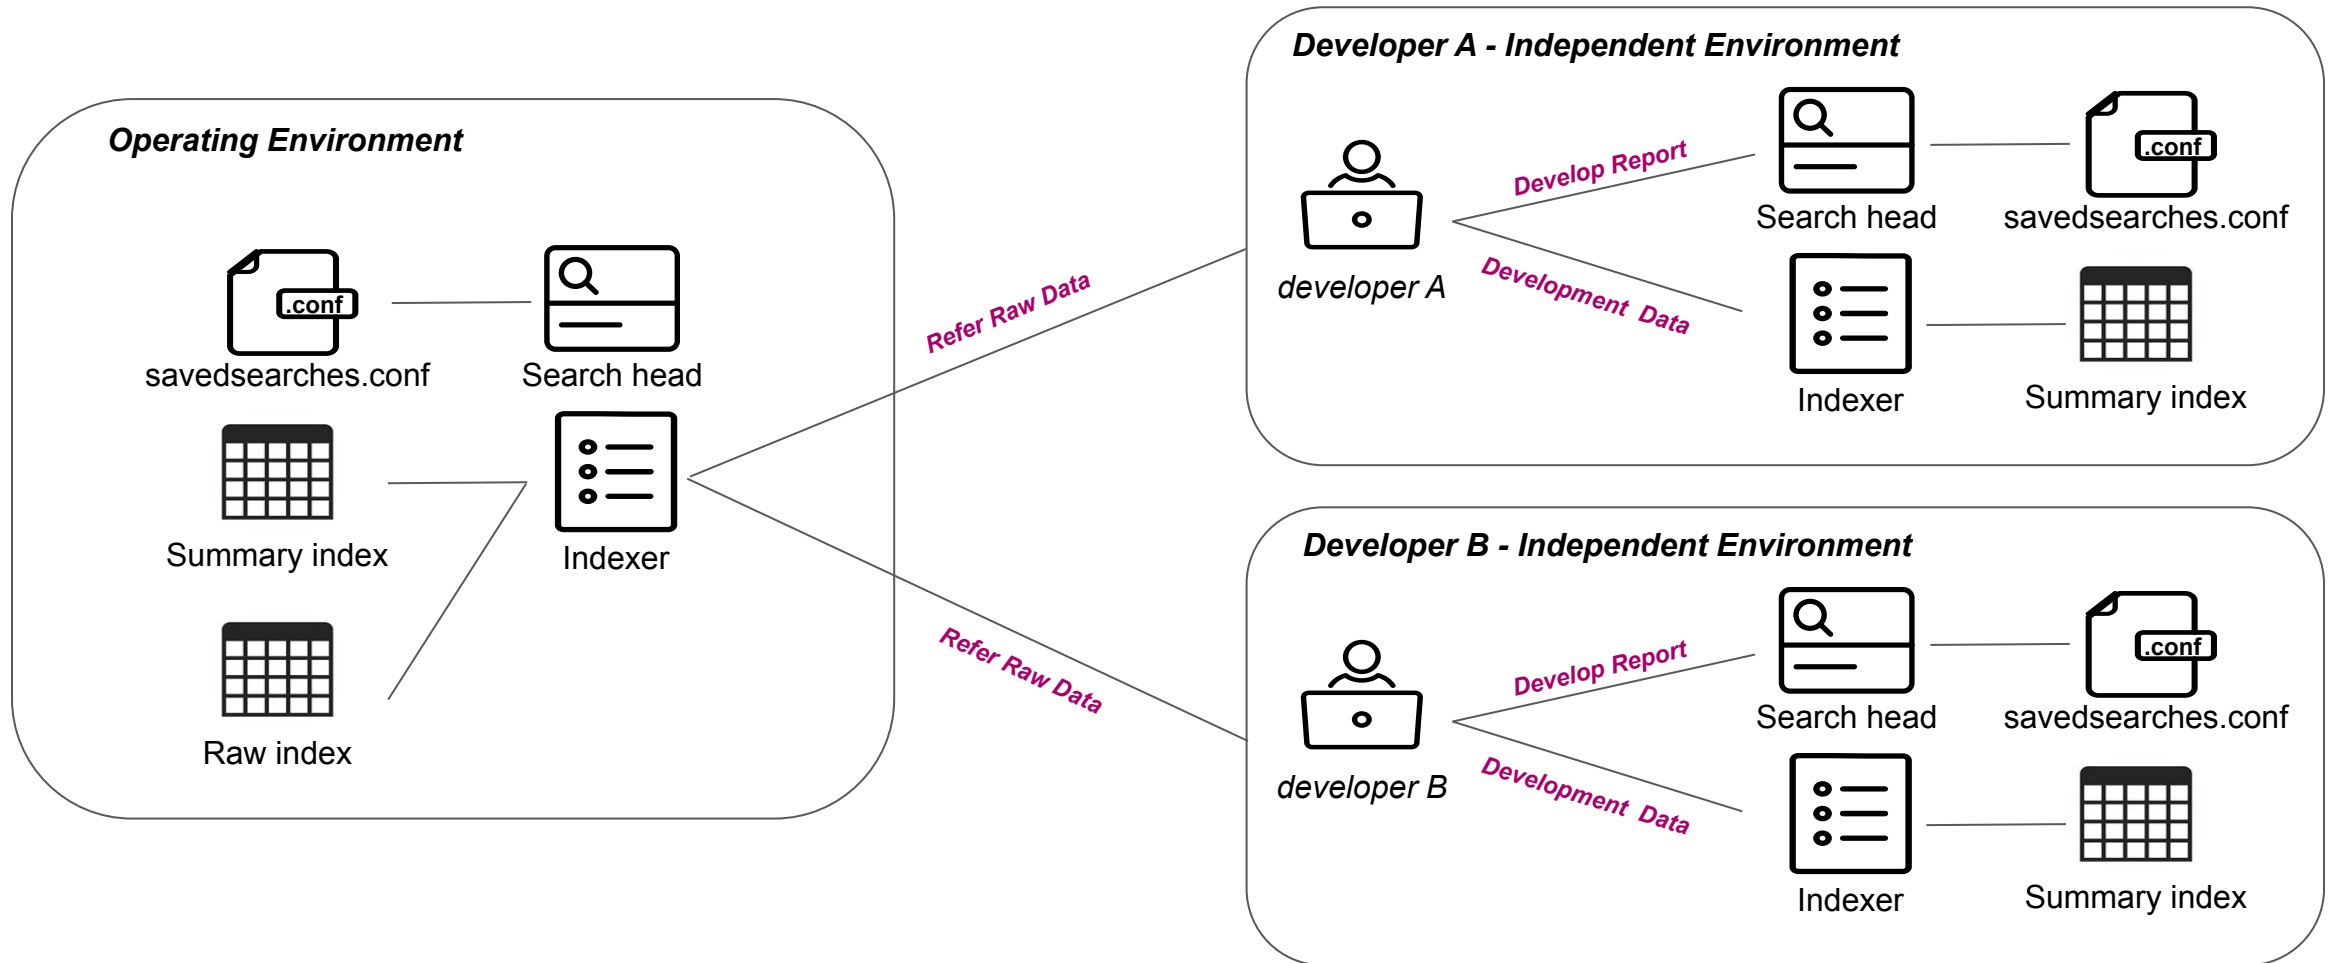 Operating Environment
.conf
savedsearches.conf
Search head
Summary index
Indexer
Raw index
Refer Raw Data
Refer Raw Data
Developer A - Independent Environment
developer A
Develop Report
Development Data
Search head
.conf
savedsearches.conf
Indexer
Summary index
Developer B - Independent Environment
developer B
Develop Report
Development Data
Search head
.conf
savedsearches.conf
Indexer
Summary index